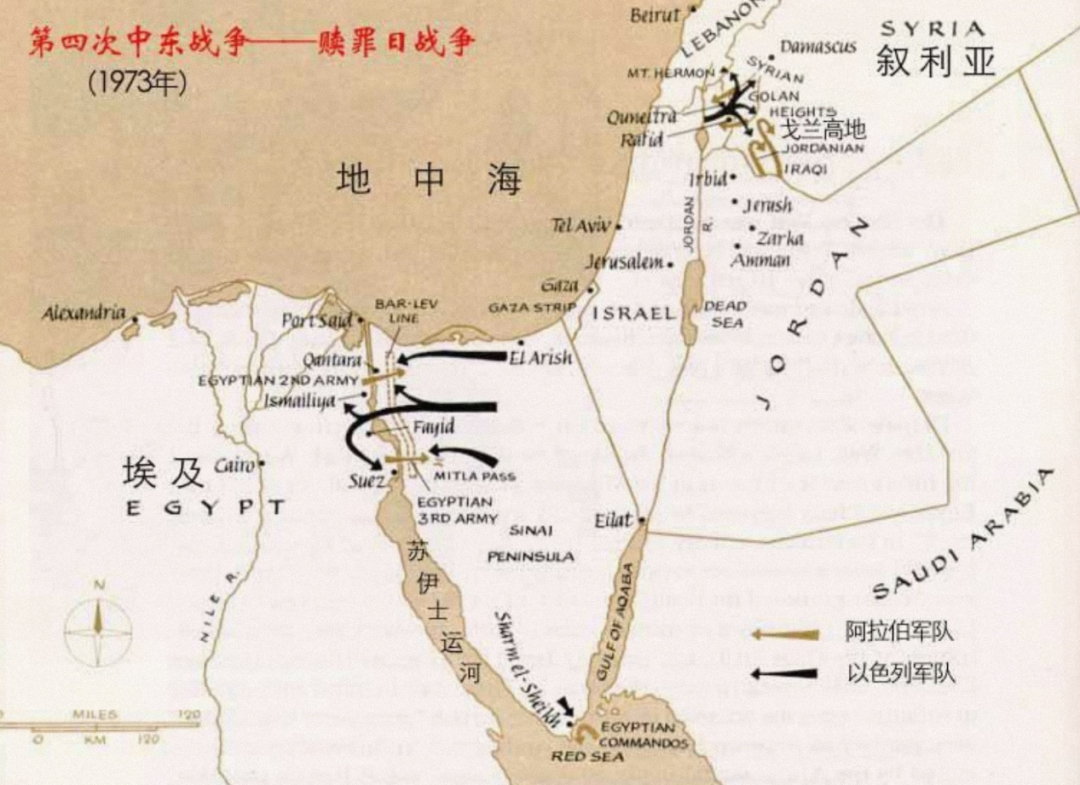 第四次中东战争——赎罪日战争
(1973年)
Beirut
LEBANON
SYRIA
叙利亚
Damascus
MT. HERMON
SYRIAN
GOLAN
HEIGHTS
戈兰高地
Quneitra
Rafid
JORDANIAN
IRAQI
地中海
Irbid
Jerash
Zarka
Amman
JORDAN
R.
Tel Aviv
Jerusalem
Gaza
GAZA STRIP
ISRAEL
DEAD
SEA
JORDAN
Alexandria
Port Said
BAR-LEV
LINE
Qantara
EL Arish
EGYPTIAN 2ND ARMY
Ismailiya
Fayid
埃及
Cairo
EGYPT
Suez
MITLA PASS
EGYPTIAN
3RD ARMY
SINAI
PENINSULA
Eilat
SAUDI ARABIA
苏伊士运河
N
NILE R.
Sharm el-Sheikh
GULF OF AQABA
阿拉伯军队
以色列军队
MILES 120
0 KM 120
EGYPTIAN
COMMANDOS
RED SEA